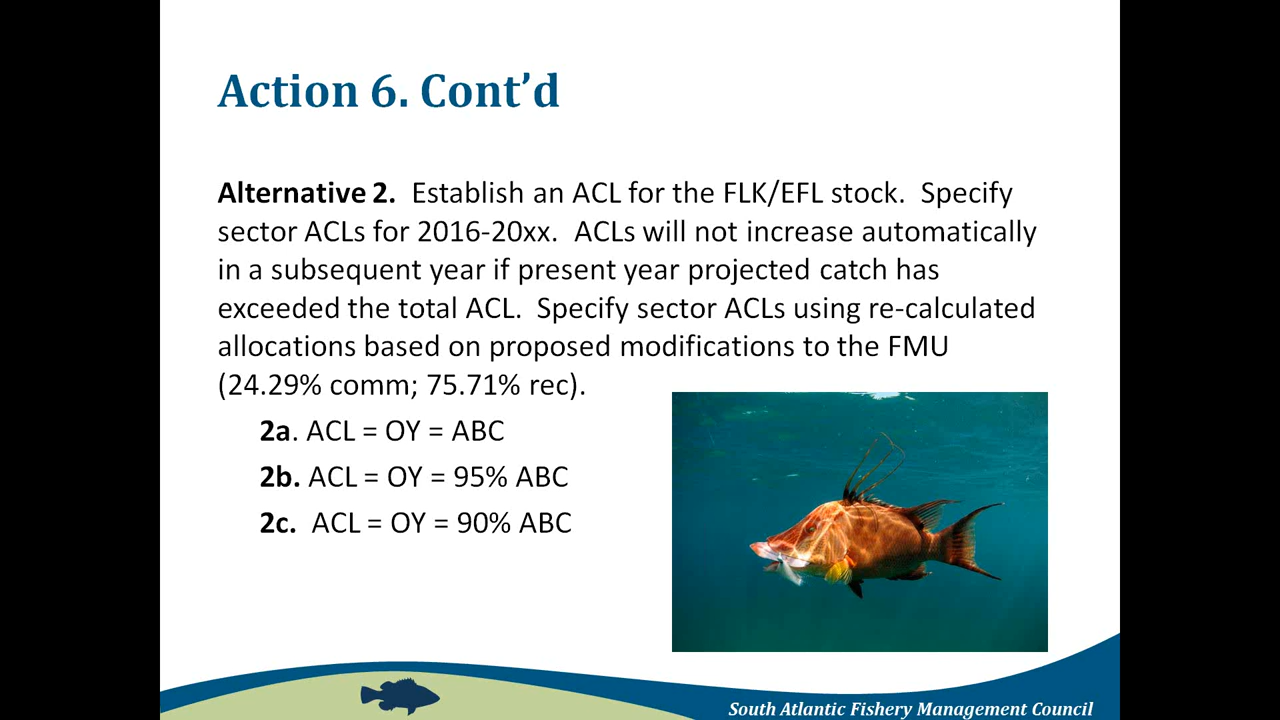 Action 6. Cont’d
Alternative 2.  Establish an ACL for the FLK/EFL stock.  Specify
sector ACLs for 2016-20xx.  ACLs will not increase automatically
in a subsequent year if present year projected catch has
exceeded the total ACL.  Specify sector ACLs using re-calculated
allocations based on proposed modifications to the FMU
(24.29% comm; 75.71% rec).
2a. ACL = OY = ABC
2b. ACL = OY = 95% ABC
2c.  ACL = OY = 90% ABC
South Atlantic Fishery Management Council